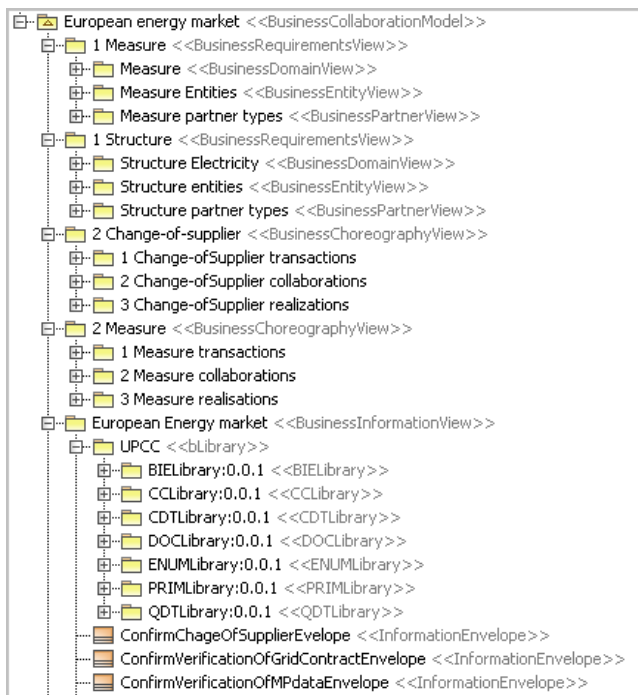 European energy market <<BusinessCollaborationModel>>
1 Measure <<BusinessRequirementsView>>
Measure <<BusinessDomainView>>
Measure Entities <<BusinessEntityView>>
Measure partner types <<BusinessPartnerView>>
1 Structure <<BusinessRequirementsView>>
Structure Electricity <<BusinessDomainView>>
Structure entities <<BusinessEntityView>>
Structure partner types <<BusinessPartnerView>>
2 Change-of-supplier <<BusinessChoreographyView>>
1 Change-ofSupplier transactions
2 Change-ofSupplier collaborations
3 Change-ofSupplier realizations
2 Measure <<BusinessChoreographyView>>
1 Measure transactions
2 Measure collaborations
3 Measure realisations
European Energy market <<BusinessInformationView>>
UPCC <<bLibrary>>
BIELibrary:0.0.1 <<BIELibrary>>
CCLibrary:0.0.1 <<CCLibrary>>
CDTLibrary:0.0.1 <<CDTLibrary>>
DOCLibrary:0.0.1 <<DOCLibrary>>
ENUMLibrary:0.0.1 <<ENUMLibrary>>
PRIMLibrary:0.0.1 <<PRIMLibrary>>
QDTLibrary:0.0.1 <<QDTLibrary>>
ConfirmChageOfSupplierEvelope <<InformationEnvelope>>
ConfirmVerificationOfGridContractEnvelope <<InformationEnvelope>>
ConfirmVerificationOfMPdataEnvelope <<InformationEnvelope>>